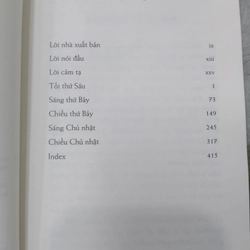 Lời nhà xuất bản ix
Lời nói đầu xiii
Lời cảm tạ xxv
Tối thứ Sáu 1
Sáng thứ Bảy 73
Chiều thứ Bảy 149
Sáng Chủ nhật 245
Chiều Chủ nhật 317
Index 415